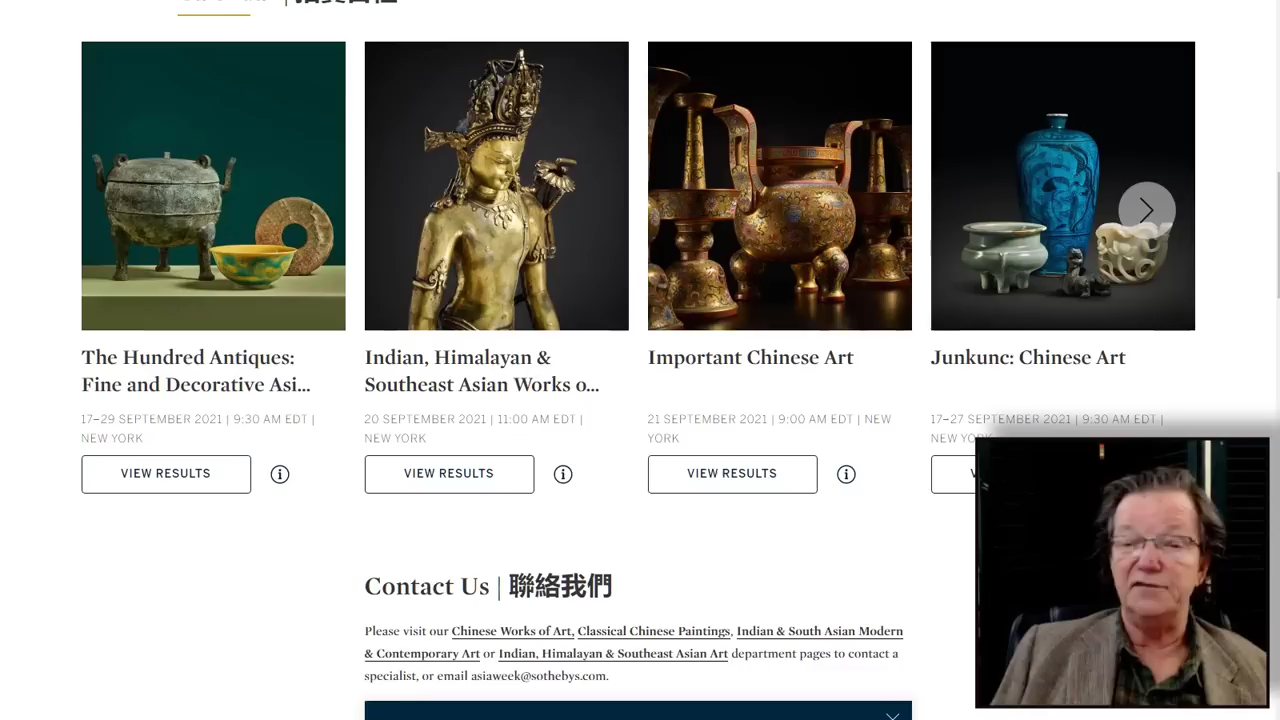 The Hundred Antiques:
Fine and Decorative Asi...
17–29 SEPTEMBER 2021 | 9:30 AM EDT |
NEW YORK
VIEW RESULTS
Indian, Himalayan &
Southeast Asian Works o...
20 SEPTEMBER 2021 | 11:00 AM EDT |
NEW YORK
VIEW RESULTS
Important Chinese Art
21 SEPTEMBER 2021 | 9:00 AM EDT | NEW
YORK
VIEW RESULTS
Junkunc: Chinese Art
17–27 SEPTEMBER 2021 | 9:30 AM EDT |
NEW YORK
Contact Us | 聯絡我們
Please visit our Chinese Works of Art, Classical Chinese Paintings, Indian & South Asian Modern
& Contemporary Art or Indian, Himalayan & Southeast Asian Art department pages to contact a
specialist, or email asiaweek@sothebys.com.